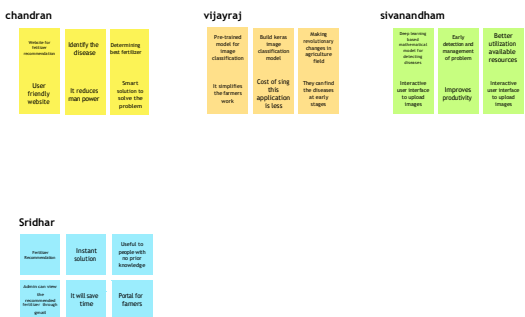 chandran
Website for
fertilizer
recommendation
Identify the
disease
Determining
best fertilizer
User
friendly
website
It reduces
man power
Smart
solution to
solve the
problem
vijayraj
Pre-trained
model for
image
classification
Build keras
image
classification
model
Making
revolutionary
changes in
agriculture
field
It simplifies
the farmers
work
Cost of sing
this
application
is less
They can find
the diseases
at early
stages
sivanandham
Deep learning
based
mathematical
model for
detecting
diseases
Early
detection and
management
of problem
Better
utilization
available
resources
Interactive
user interface
to upload
images
Improves
produtivity
Interactive
user interface
to upload
images
Sridhar
Fertilizer
Recommendation
Instant
solution
Useful to
people with
no prior
knowledge
Admin can view
the
recommended
fertilizer through
gmail
It will save
time
Portal for
famers